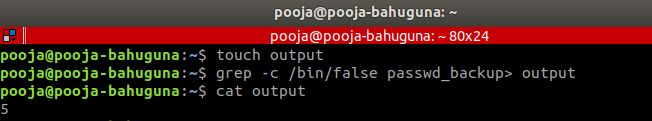 pooja@pooja-bahuguna: ~
pooja@pooja-bahuguna: ~ 80x24
pooja@pooja-bahuguna:~$ touch output
pooja@pooja-bahuguna:~$ grep -c /bin/false passwd_backup> output
pooja@pooja-bahuguna:~$ cat output
5